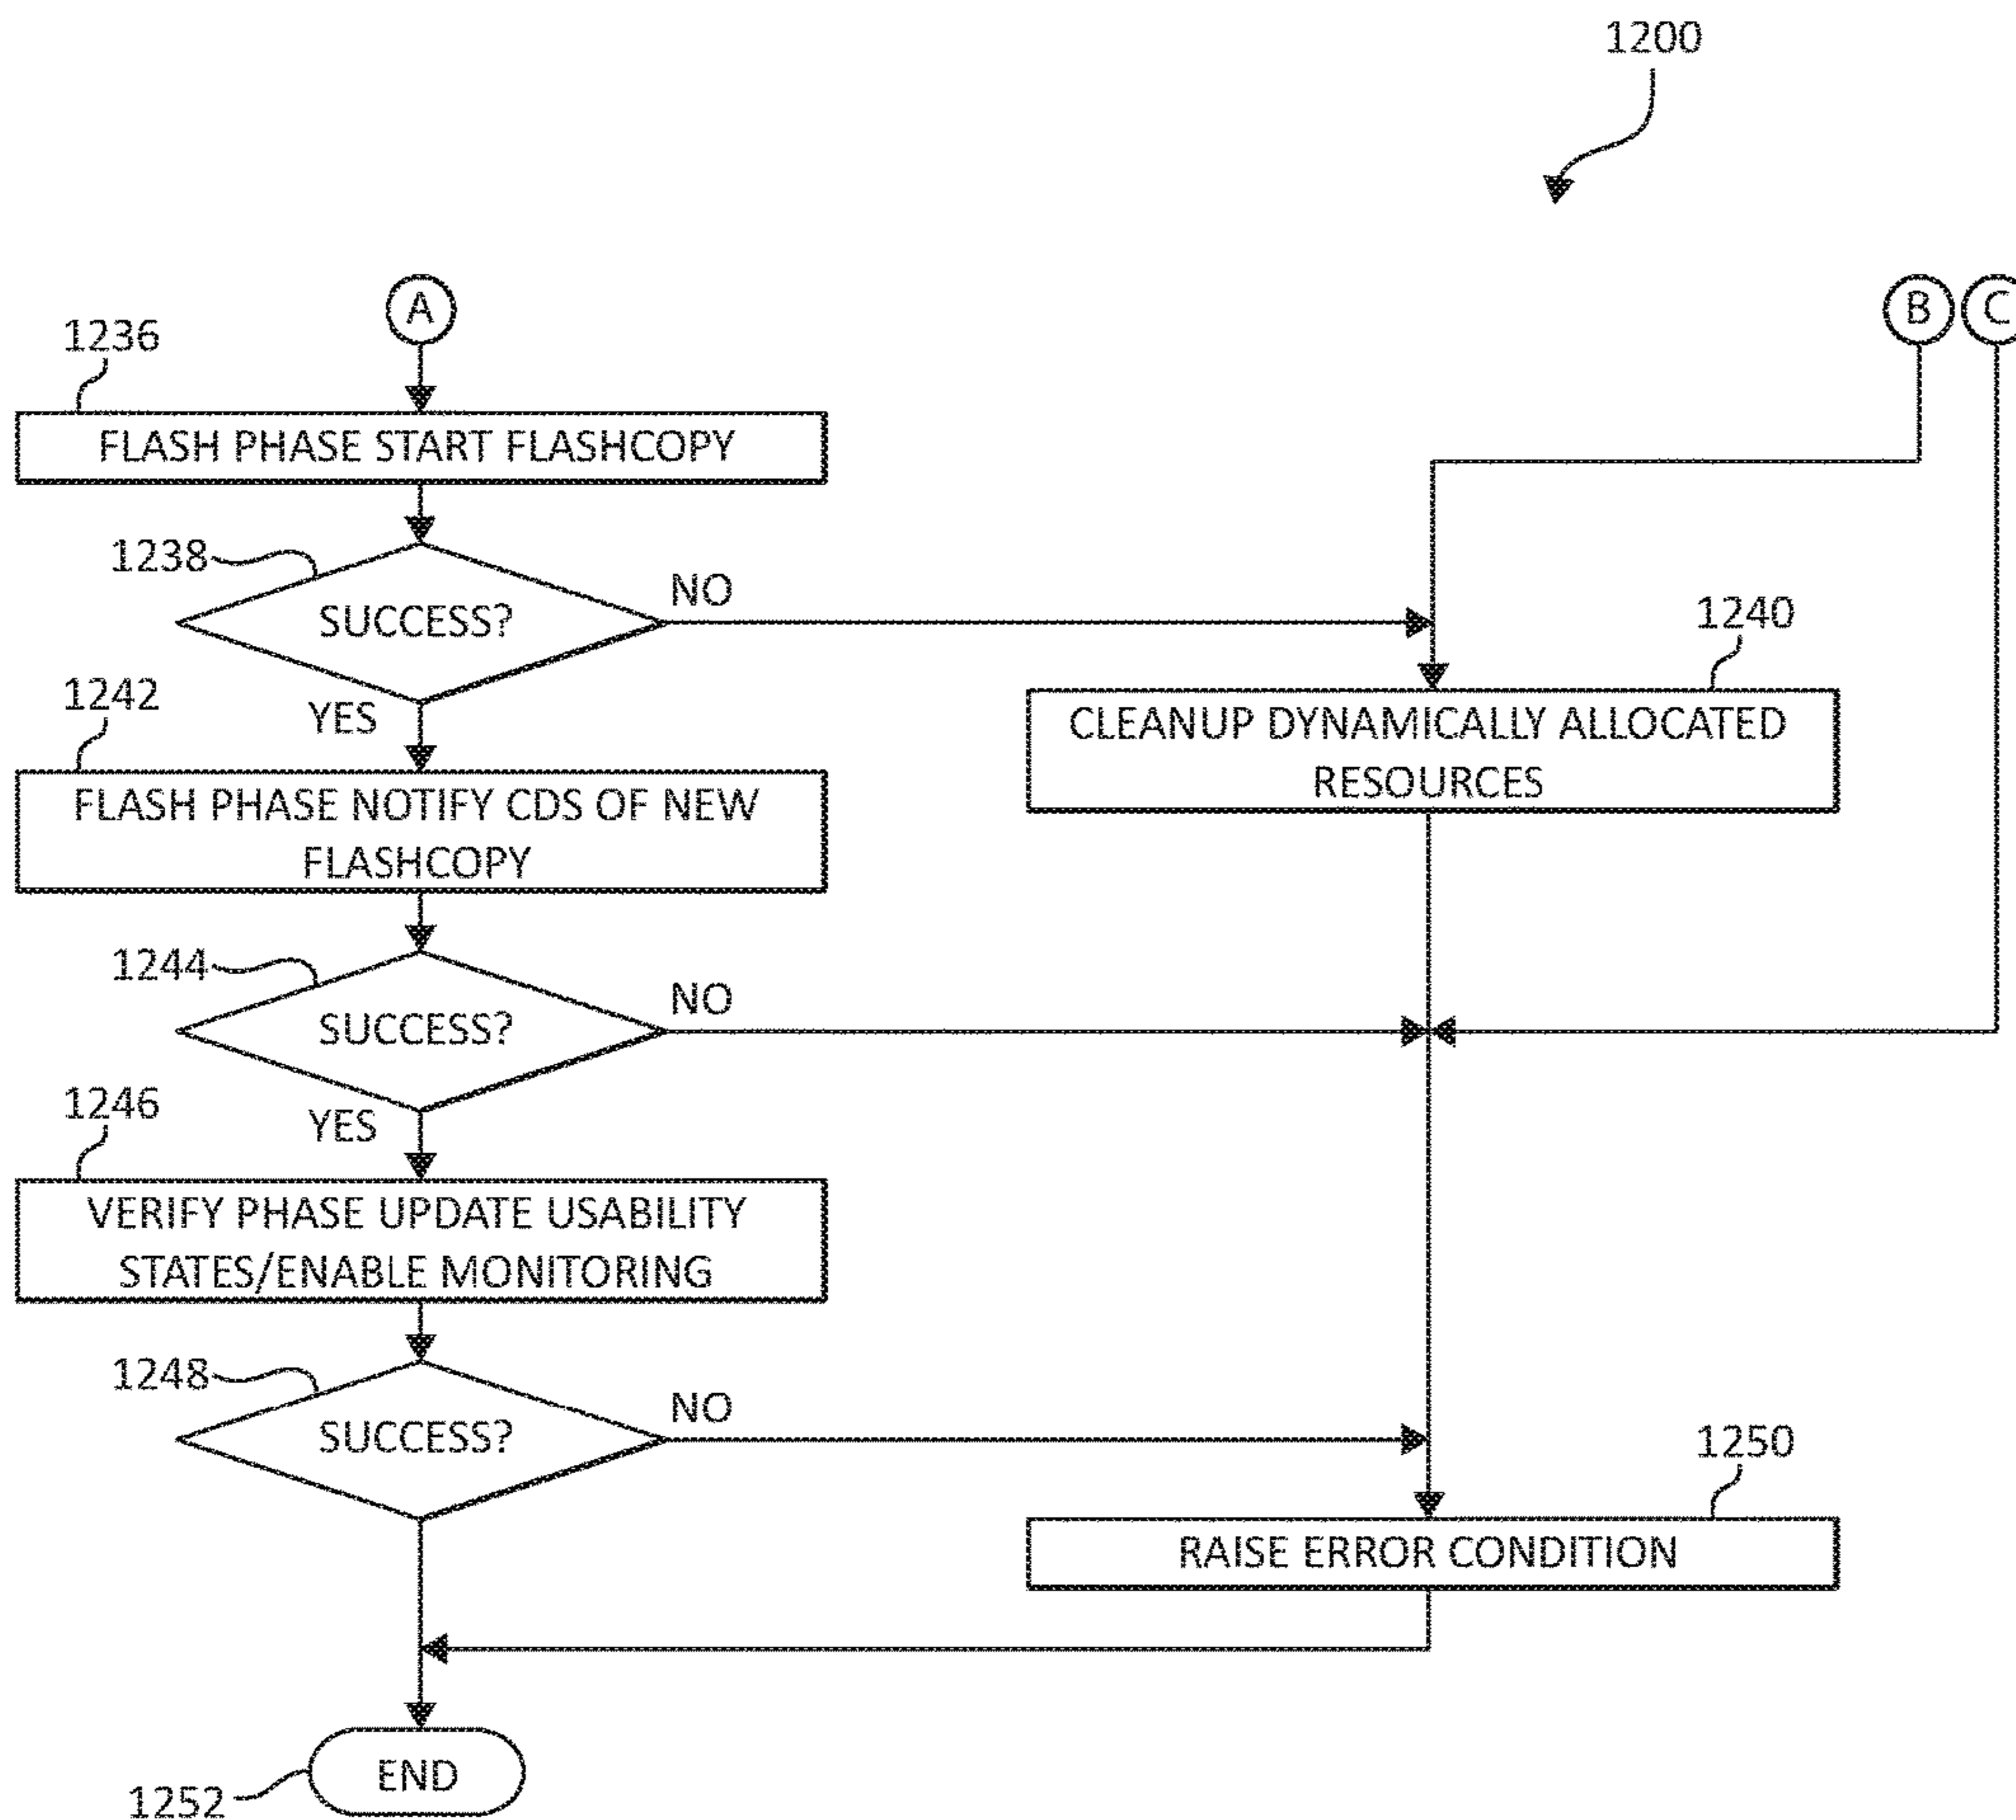 1200
A
B
C
1236
FLASH PHASE START FLASHCOPY
1238
SUCCESS?
NO
1240
YES
CLEANUP DYNAMICALLY ALLOCATED
RESOURCES
1242
FLASH PHASE NOTIFY CDS OF NEW
FLASHCOPY
1244
SUCCESS?
NO
YES
1246
VERIFY PHASE UPDATE USABILITY
STATES/ENABLE MONITORING
1248
SUCCESS?
NO
1250
RAISE ERROR CONDITION
END
1252